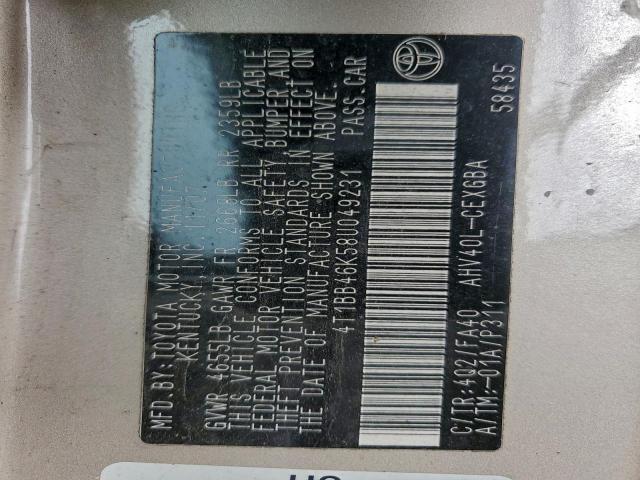 MFD. BY: TOYOTA MOTOR MANUFACTURING
KENTUCKY, INC. 11/07
GVWR 4655LB GAWR FR 2668LB RR 2359LB
THIS VEHICLE CONFORMS TO ALL APPLICABLE
FEDERAL MOTOR VEHICLE SAFETY, BUMPER AND
THEFT PREVENTION STANDARDS IN EFFECT ON
THE DATE OF MANUFACTURE SHOWN ABOVE.
4T1BB46K58U049231 PASS. CAR
C/TR: 4Q2/FA40 AHV40L-CEXGBA
A/TM: -01A/P311 58435